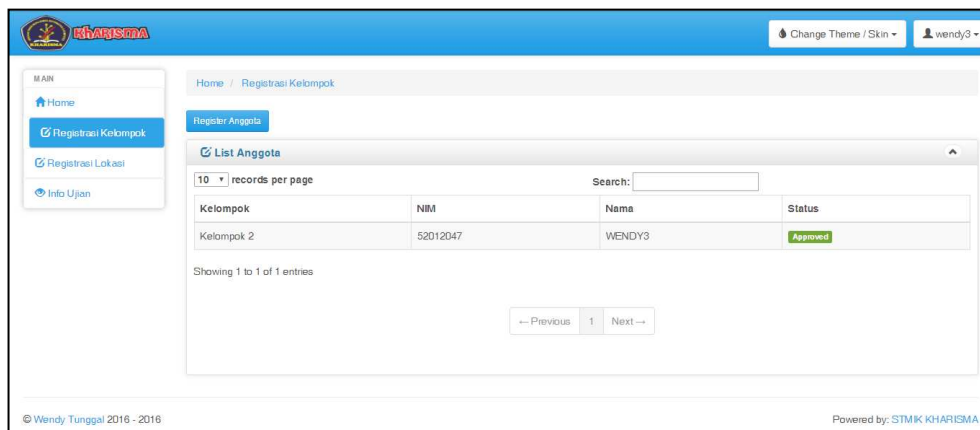 KHARISMA
KHARISMA
Change Theme / Skin
wendy3
MAIN
Home
Registrasi Kelompok
Registrasi Lokasi
Info Ujian
Home / Registrasi Kelompok
Register Anggota
List Anggota
10 records per page
Search:
Kelompok NIM Nama Status
Kelompok 2 52012047 WENDY3 Approved
Showing 1 to 1 of 1 entries
← Previous 1 Next →
© Wendy Tunggal 2016 - 2016
Powered by: STMIK KHARISMA